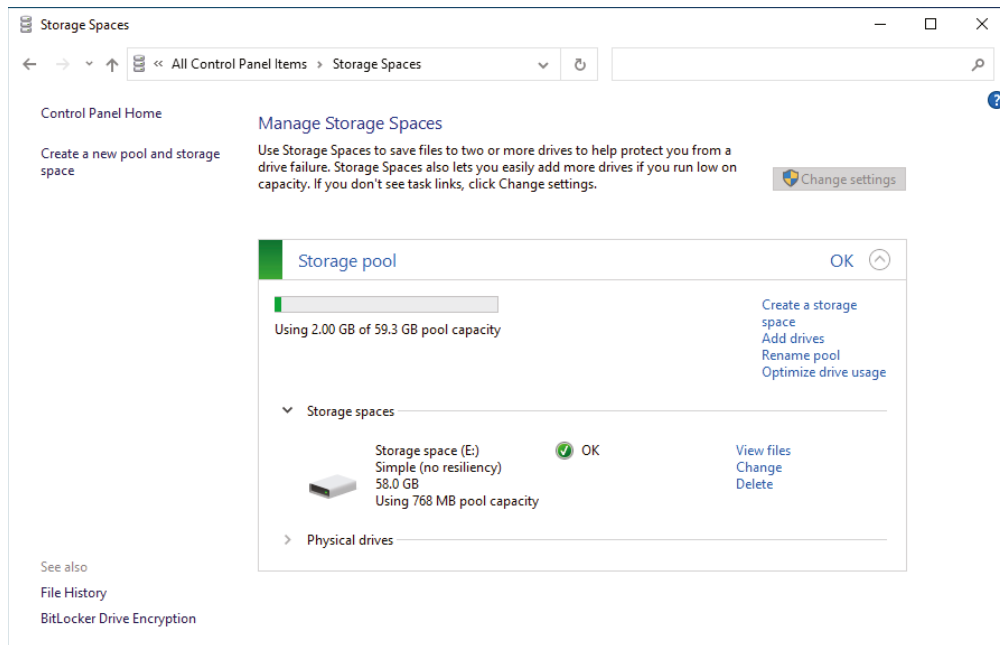 Storage Spaces
« All Control Panel Items › Storage Spaces
Control Panel Home
Create a new pool and storage
space
Manage Storage Spaces
Use Storage Spaces to save files to two or more drives to help protect you from a
drive failure. Storage Spaces also lets you easily add more drives if you run low on
capacity. If you don't see task links, click Change settings.
Change settings
?
Storage pool
OK
Using 2.00 GB of 59.3 GB pool capacity
Create a storage
space
Add drives
Rename pool
Optimize drive usage
Storage spaces
Storage space (E:)
Simple (no resiliency)
58.0 GB
Using 768 MB pool capacity
OK
View files
Change
Delete
Physical drives
See also
File History
BitLocker Drive Encryption